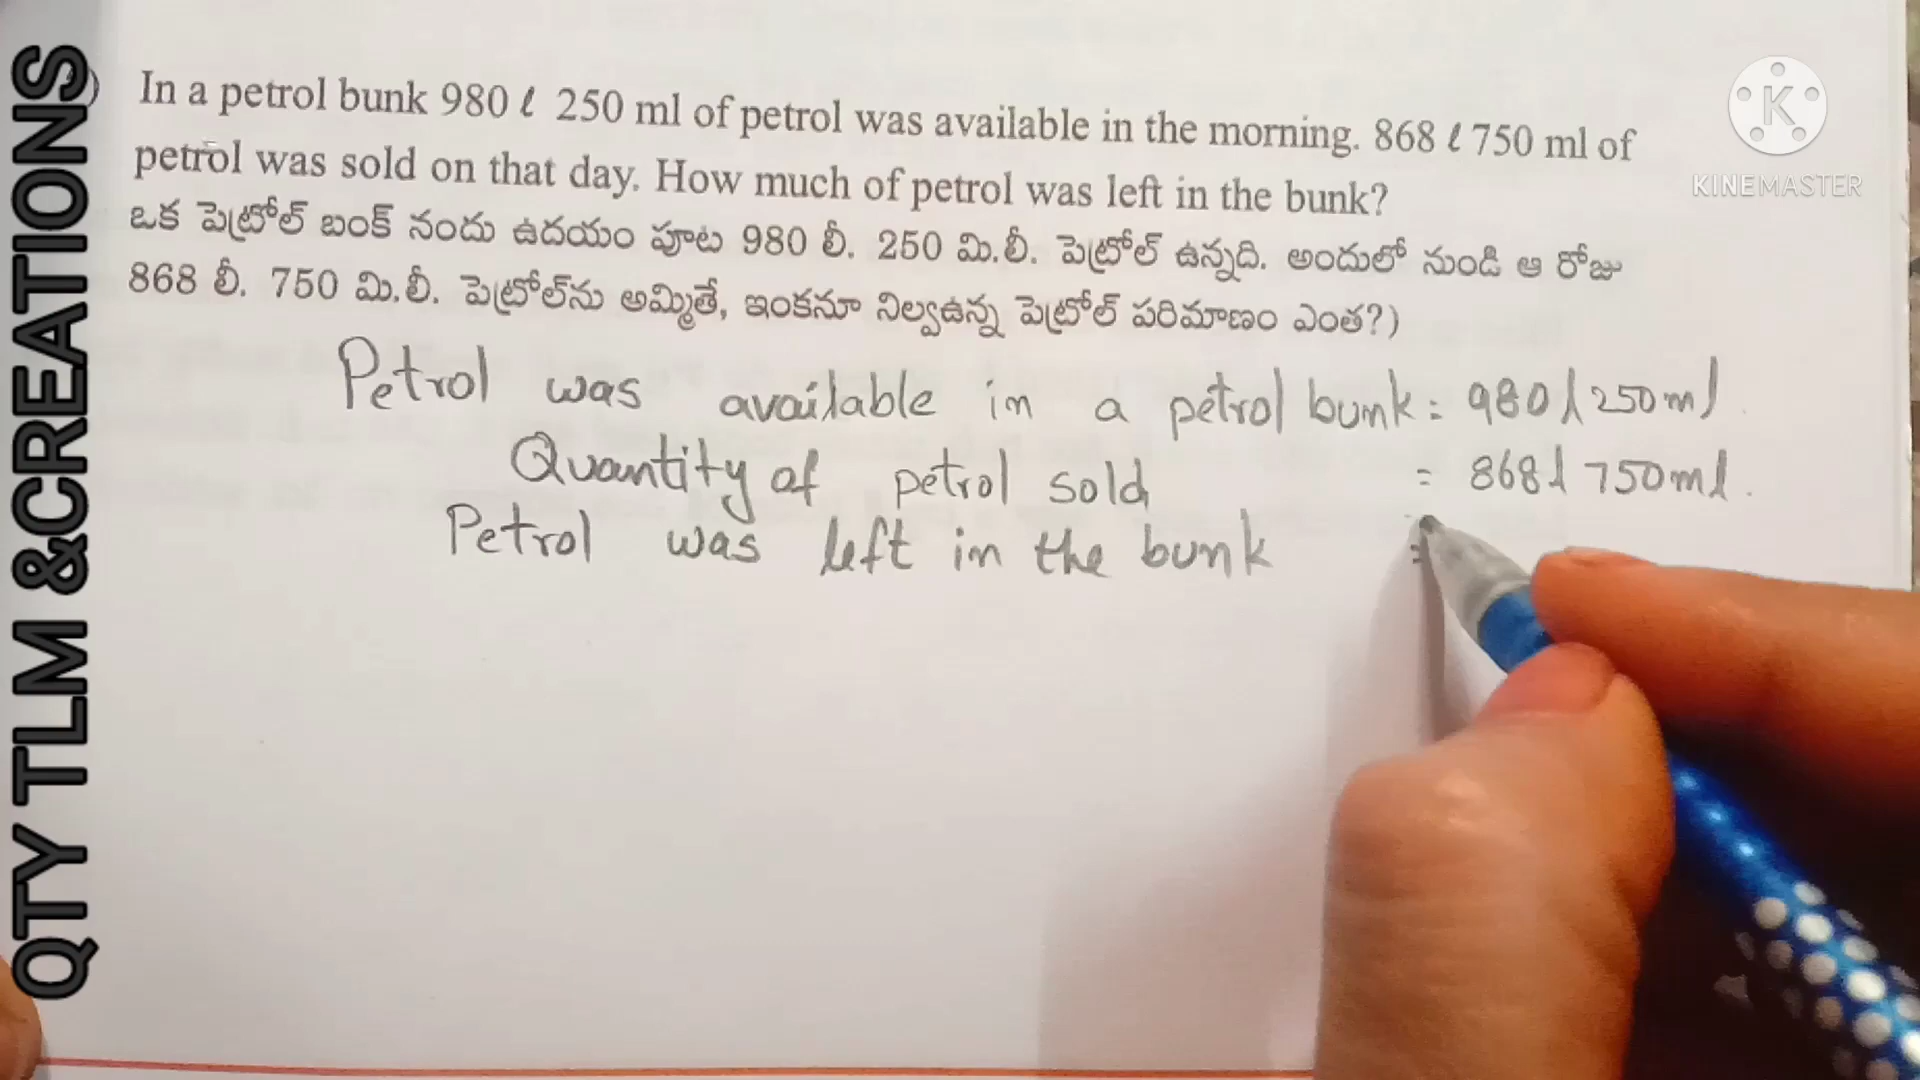 QTY TLM &CREATIONS
In a petrol bunk 980 ℓ 250 ml of petrol was available in the morning. 868 ℓ 750 ml of
petrol was sold on that day. How much of petrol was left in the bunk?
ఒక పెట్రోల్ బంక్ నందు ఉదయం పూట 980 లీ. 250 మి.లీ. పెట్రోల్ ఉన్నది. అందులో నుండి ఆ రోజు
868 లీ. 750 మి.లీ. పెట్రోల్‌ను అమ్మితే, ఇంకనూ నిల్వఉన్న పెట్రోల్ పరిమాణం ఎంత?)
Petrol was available in a petrol bunk = 980 l 250 ml
Quantity of petrol sold = 868 l 750 ml.
Petrol was left in the bunk =
K
KINEMASTER